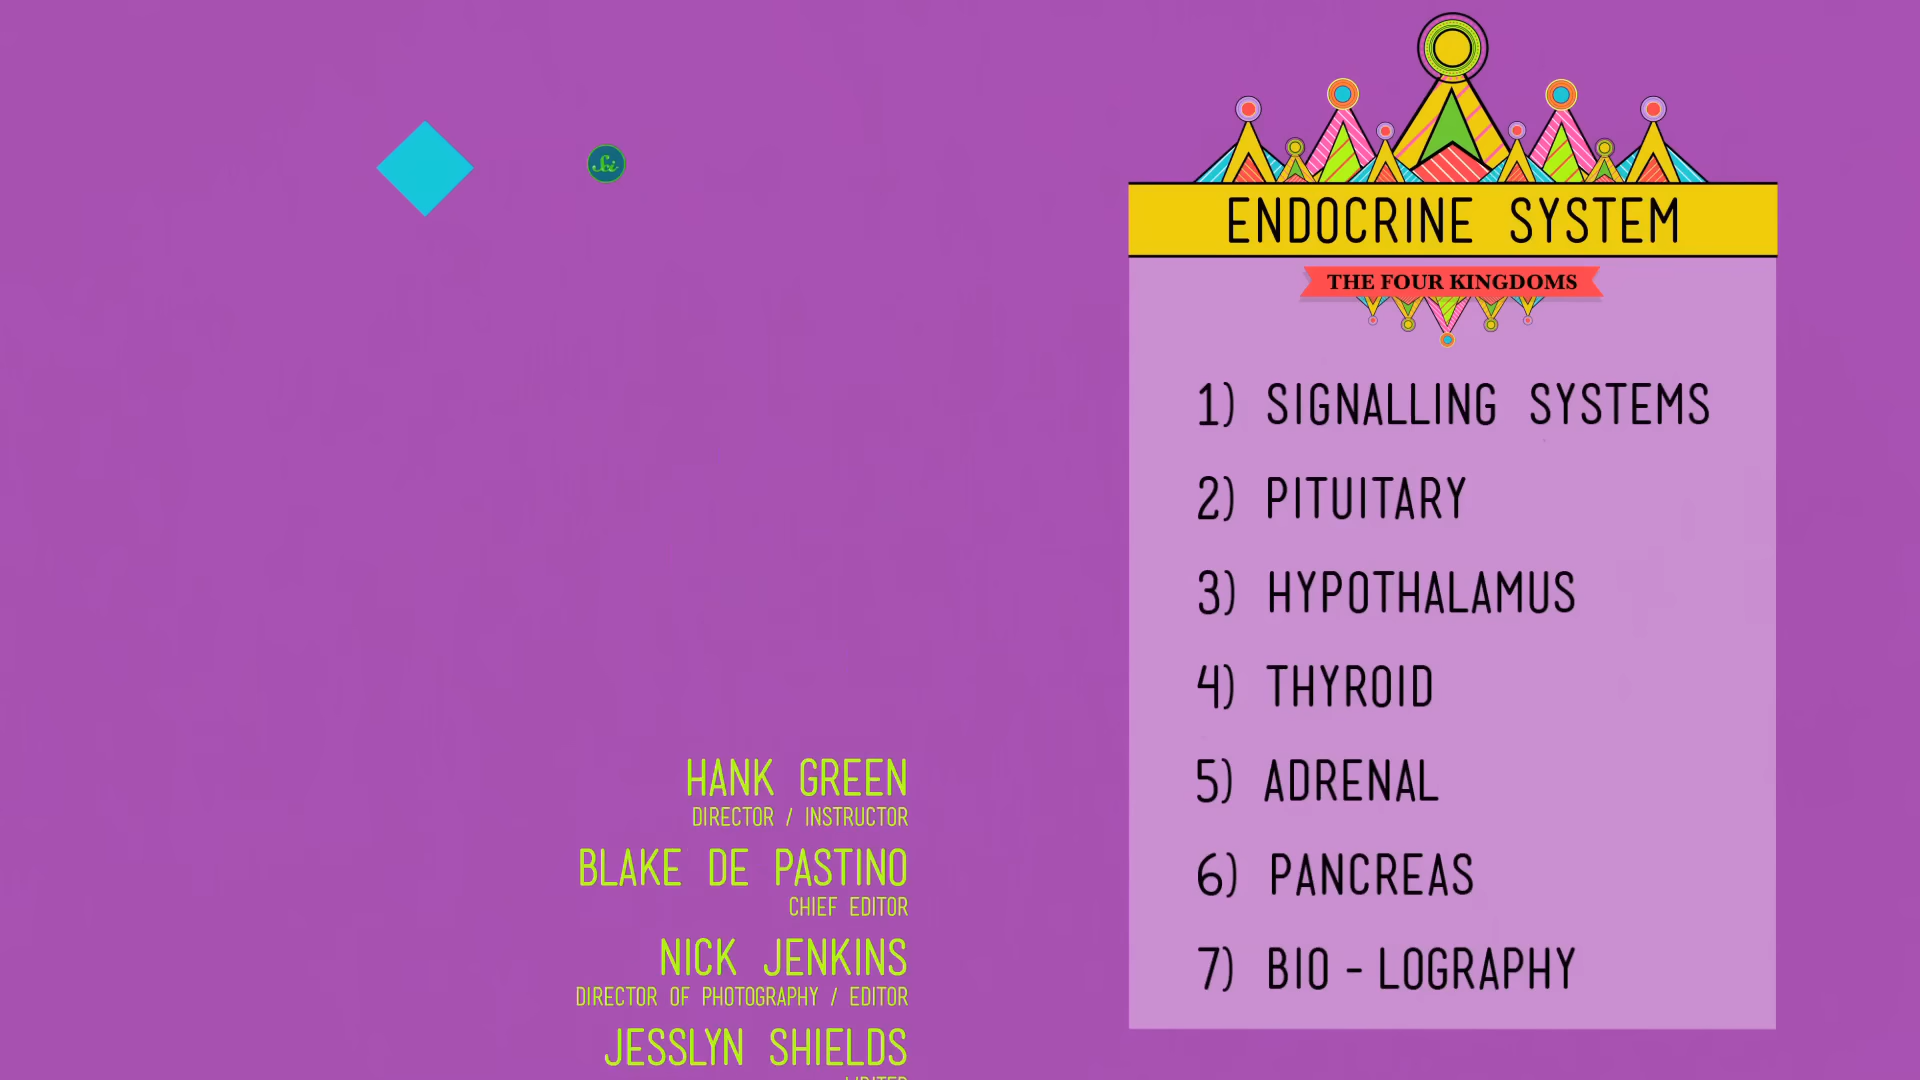 HANK GREEN
DIRECTOR / INSTRUCTOR
BLAKE DE PASTINO
CHIEF EDITOR
NICK JENKINS
DIRECTOR OF PHOTOGRAPHY / EDITOR
JESSLYN SHIELDS
ENDOCRINE SYSTEM
THE FOUR KINGDOMS
1) SIGNALLING SYSTEMS
2) PITUITARY
3) HYPOTHALAMUS
4) THYROID
5) ADRENAL
6) PANCREAS
7) BIO - LOGRAPHY